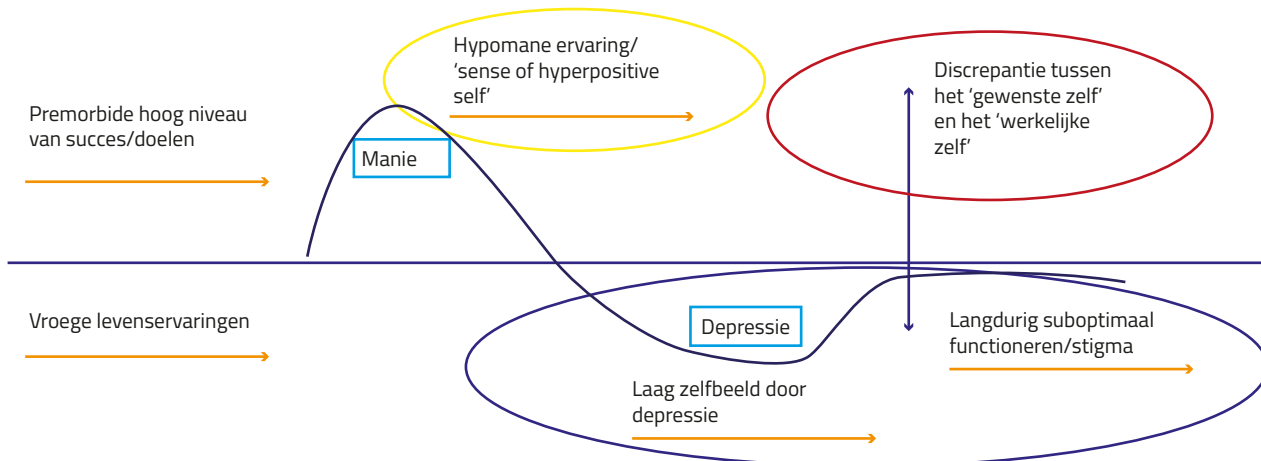 Hypomane ervaring/
‘sense of hyperpositive
self’
Discrepantie tussen
het ‘gewenste zelf’
en het ‘werkelijke
zelf’
Premorbide hoog niveau
van succes/doelen
Manie
Vroege levenservaringen
Depressie
Langdurig suboptimaal
functioneren/stigma
Laag zelfbeeld door
depressie